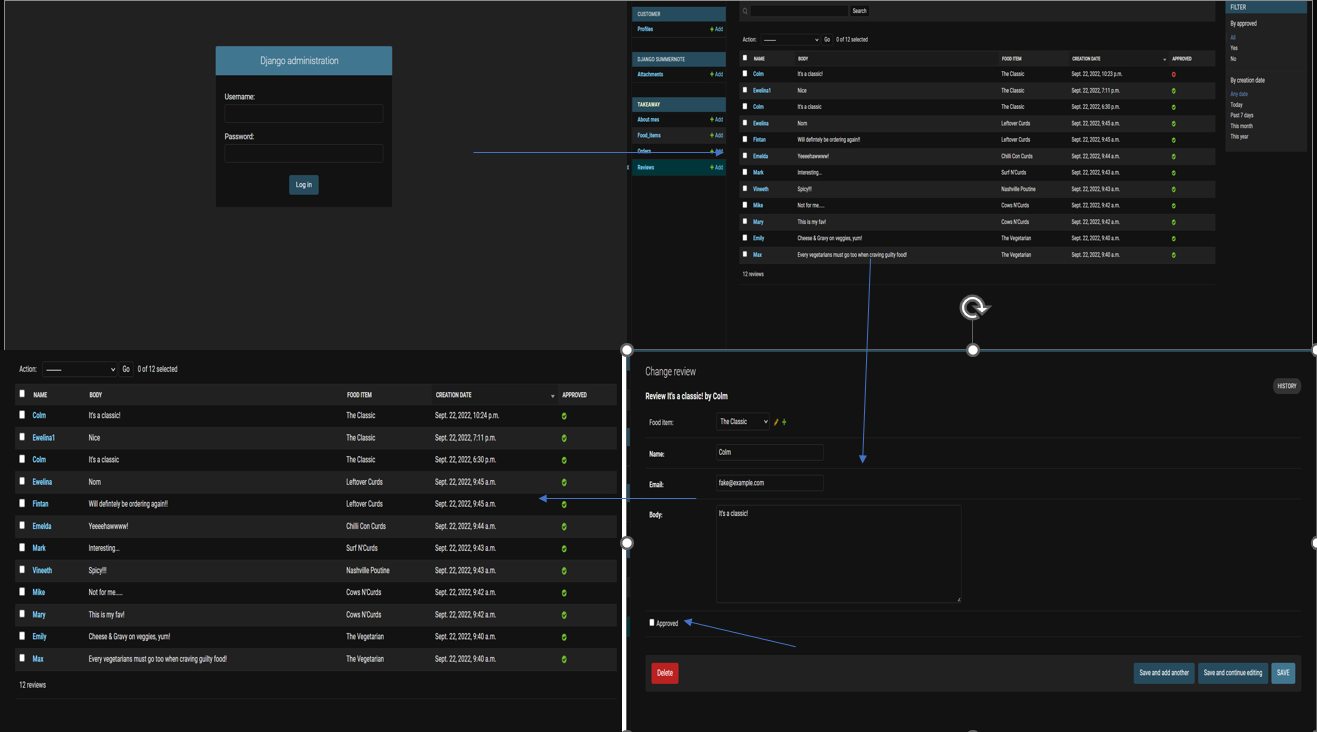 Django administration
Username:
Password:
Log in
CUSTOMER
Profiles + Add
DJANGO SUMMERNOTE
Attachments + Add
TAKEAWAY
About mes + Add
Food_items + Add
Orders + Add
Reviews + Add
Search
Action: -------- Go 0 of 12 selected
NAME BODY FOOD ITEM CREATION DATE APPROVED
Colm It's a classic! The Classic Sept. 22, 2022, 10:23 p.m.
Ewelina1 Nice The Classic Sept. 22, 2022, 7:11 p.m.
Colm It's a classic The Classic Sept. 22, 2022, 6:30 p.m.
Ewelina Nom Leftover Curds Sept. 22, 2022, 9:45 a.m.
Fintan Will defintely be ordering again!! Leftover Curds Sept. 22, 2022, 9:45 a.m.
Emelda Yeeeehawwww! Chilli Con Curds Sept. 22, 2022, 9:44 a.m.
Mark Interesting... Surf N'Curds Sept. 22, 2022, 9:43 a.m.
Vineeth Spicy!!! Nashville Poutine Sept. 22, 2022, 9:43 a.m.
Mike Not for me..... Cows N'Curds Sept. 22, 2022, 9:42 a.m.
Mary This is my fav! Cows N'Curds Sept. 22, 2022, 9:42 a.m.
Emily Cheese & Gravy on veggies, yum! The Vegetarian Sept. 22, 2022, 9:40 a.m.
Max Every vegetarians must go too when craving guilty food! The Vegetarian Sept. 22, 2022, 9:40 a.m.
12 reviews
FILTER
By approved
All
Yes
No
By creation date
Any date
Today
Past 7 days
This month
This year
Action: -------- Go 0 of 12 selected
NAME BODY FOOD ITEM CREATION DATE APPROVED
Colm It's a classic! The Classic Sept. 22, 2022, 10:24 p.m.
Ewelina1 Nice The Classic Sept. 22, 2022, 7:11 p.m.
Colm It's a classic The Classic Sept. 22, 2022, 6:30 p.m.
Ewelina Nom Leftover Curds Sept. 22, 2022, 9:45 a.m.
Fintan Will defintely be ordering again!! Leftover Curds Sept. 22, 2022, 9:45 a.m.
Emelda Yeeeehawwww! Chilli Con Curds Sept. 22, 2022, 9:44 a.m.
Mark Interesting... Surf N'Curds Sept. 22, 2022, 9:43 a.m.
Vineeth Spicy!!! Nashville Poutine Sept. 22, 2022, 9:43 a.m.
Mike Not for me..... Cows N'Curds Sept. 22, 2022, 9:42 a.m.
Mary This is my fav! Cows N'Curds Sept. 22, 2022, 9:42 a.m.
Emily Cheese & Gravy on veggies, yum! The Vegetarian Sept. 22, 2022, 9:40 a.m.
Max Every vegetarians must go too when craving guilty food! The Vegetarian Sept. 22, 2022, 9:40 a.m.
12 reviews
Change review
HISTORY
Review It's a classic! by Colm
Food item: The Classic
Name: Colm
Email: fake@example.com
Body: It's a classic!
Approved
Delete Save and add another Save and continue editing SAVE